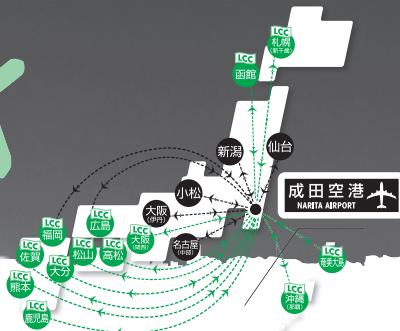 LCC
札幌
(新千歳)
LCC
函館
新潟
仙台
成田空港
NARITA AIRPORT
小松
大阪
(伊丹)
LCC
広島
LCC
福岡
LCC
大阪
(関西)
名古屋
(中部)
LCC
佐賀
LCC
松山
LCC
高松
LCC
大分
LCC
熊本
LCC
鹿児島
LCC
奄美大島
LCC
沖縄
(那覇)